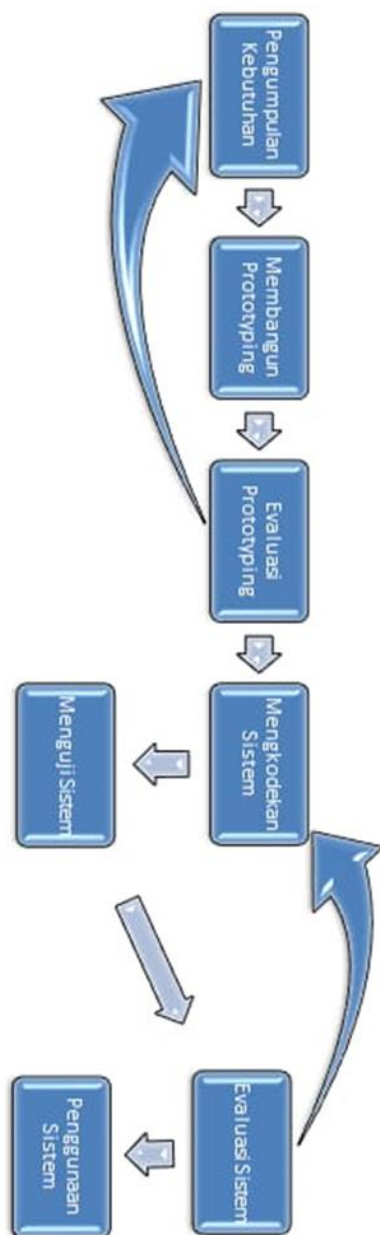 Pengumpulan
Kebutuhan
Membangun
Prototyping
Evaluasi
Prototyping
Mengkodekan
Sistem
Menguji Sistem
Evaluasi Sistem
Penggunaan
Sistem